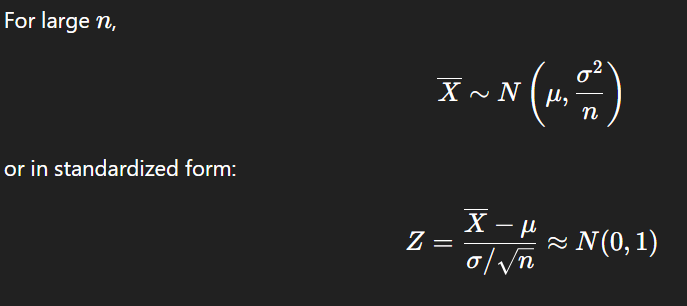 For large n,
X̅ ∼ N(μ, σ²/n)
or in standardized form:
Z = (X̅ − μ)/(σ/√n) ≈ N(0, 1)